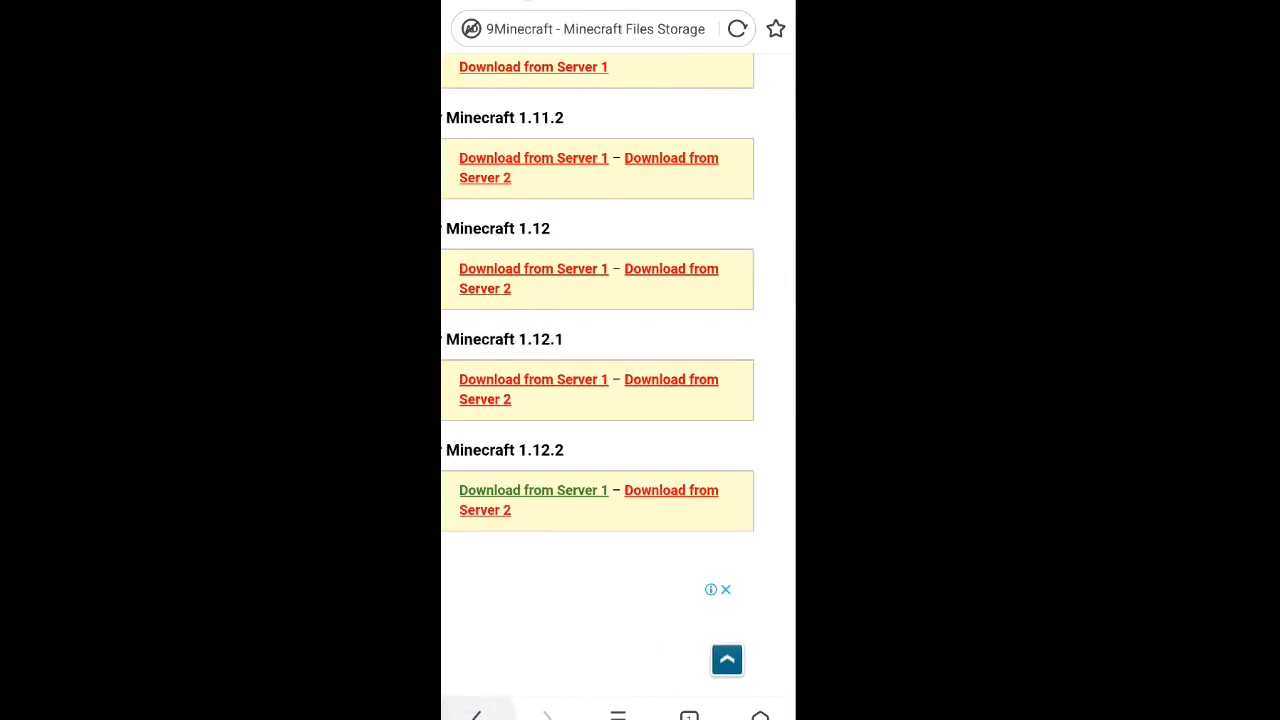 9Minecraft - Minecraft Files Storage
Download from Server 1
Minecraft 1.11.2
Download from Server 1 – Download from
Server 2
Minecraft 1.12
Download from Server 1 – Download from
Server 2
Minecraft 1.12.1
Download from Server 1 – Download from
Server 2
Minecraft 1.12.2
Download from Server 1 – Download from
Server 2